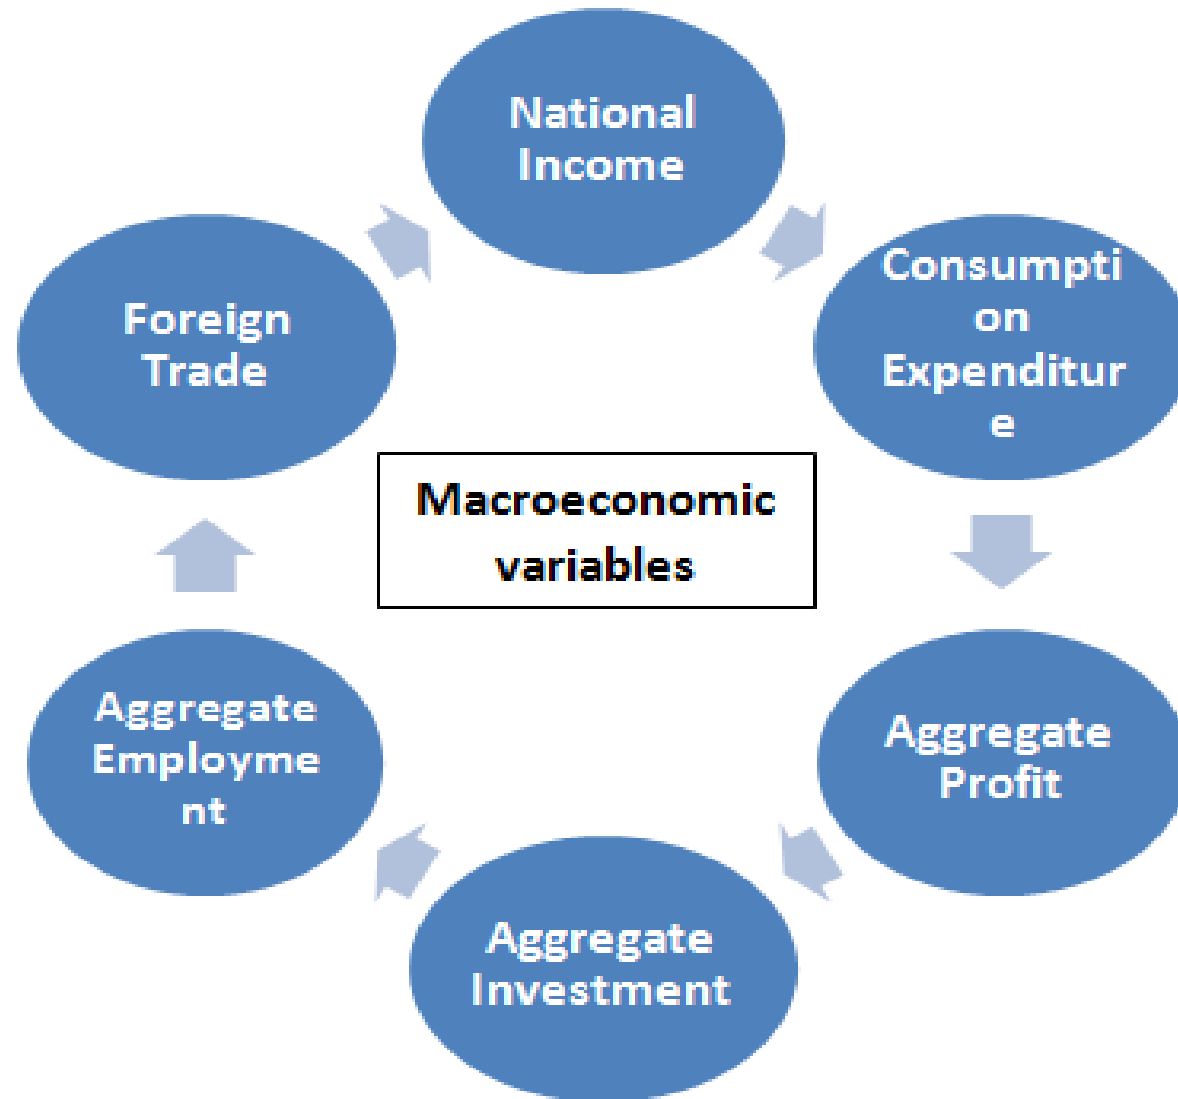 National
Income
Consumpti
on
Expenditur
e
Aggregate
Profit
Aggregate
Investment
Aggregate
Employme
nt
Foreign
Trade
Macroeconomic
variables